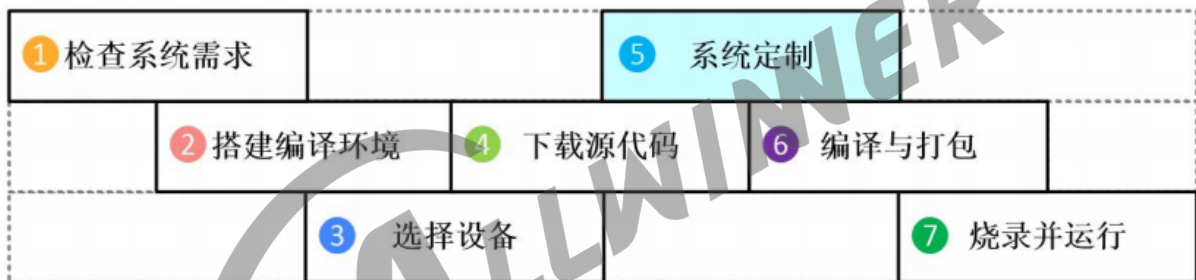 1 检查系统需求
5 系统定制
2 搭建编译环境
4 下载源代码
6 编译与打包
3 选择设备
7 烧录并运行
ALLWINNER